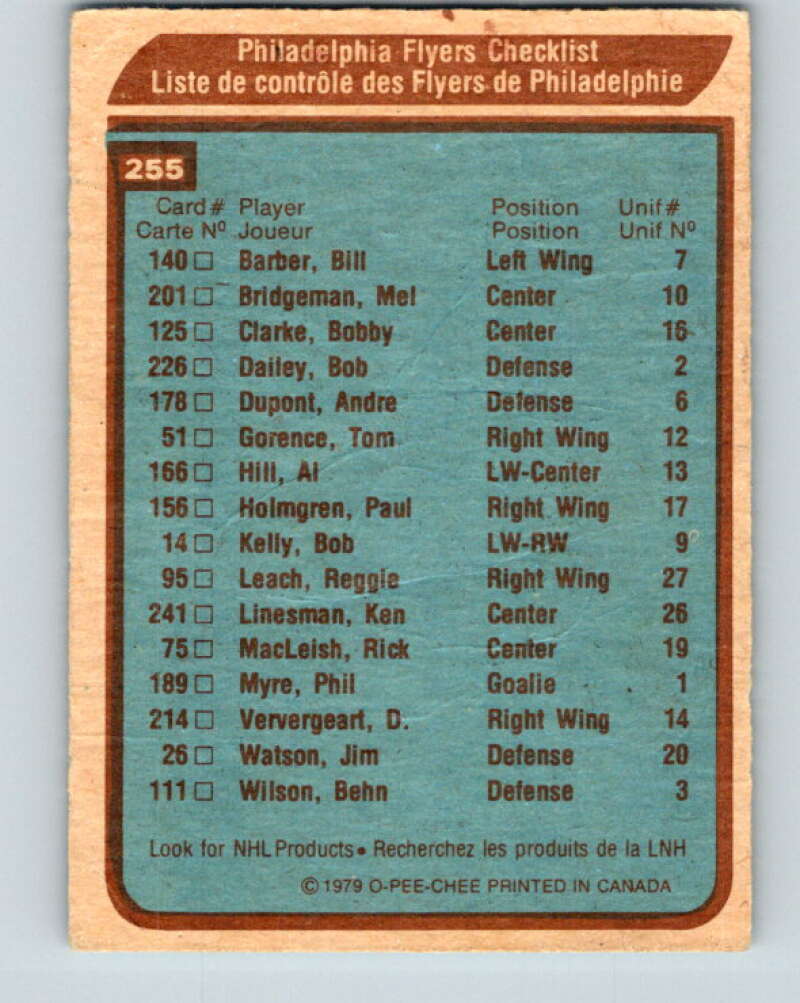 Philadelphia Flyers Checklist
Liste de contrôle des Flyers de Philadelphie
255
Card # Player Position Unif #
Carte Nº Joueur Position Unif Nº
140 □ Barber, Bill Left Wing 7
201 □ Bridgeman, Mel Center 10
125 □ Clarke, Bobby Center 16
226 □ Dailey, Bob Defense 2
178 □ Dupont, Andre Defense 6
51 □ Gorence, Tom Right Wing 12
166 □ Hill, Al LW-Center 13
156 □ Holmgren, Paul Right Wing 17
14 □ Kelly, Bob LW-RW 9
95 □ Leach, Reggie Right Wing 27
241 □ Linesman, Ken Center 26
75 □ MacLeish, Rick Center 19
189 □ Myre, Phil Goalie 1
214 □ Ververgeart, D. Right Wing 14
26 □ Watson, Jim Defense 20
111 □ Wilson, Behn Defense 3
Look for NHL Products • Recherchez les produits de la LNH
© 1979 O-PEE-CHEE PRINTED IN CANADA